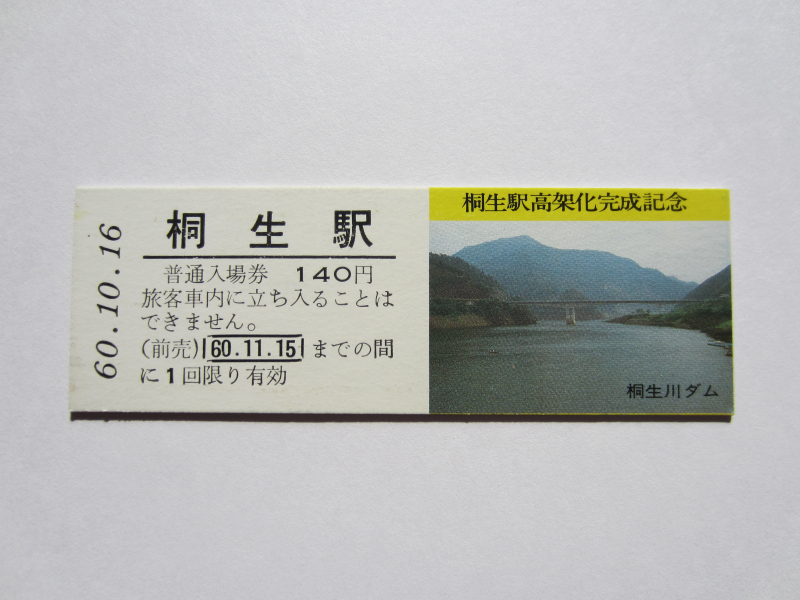 60.10.16
桐生駅
普通入場券 140円
旅客車内に立ち入ることは
できません。
(前売) 60.11.15 までの間
に1回限り有効
桐生駅高架化完成記念
桐生川ダム